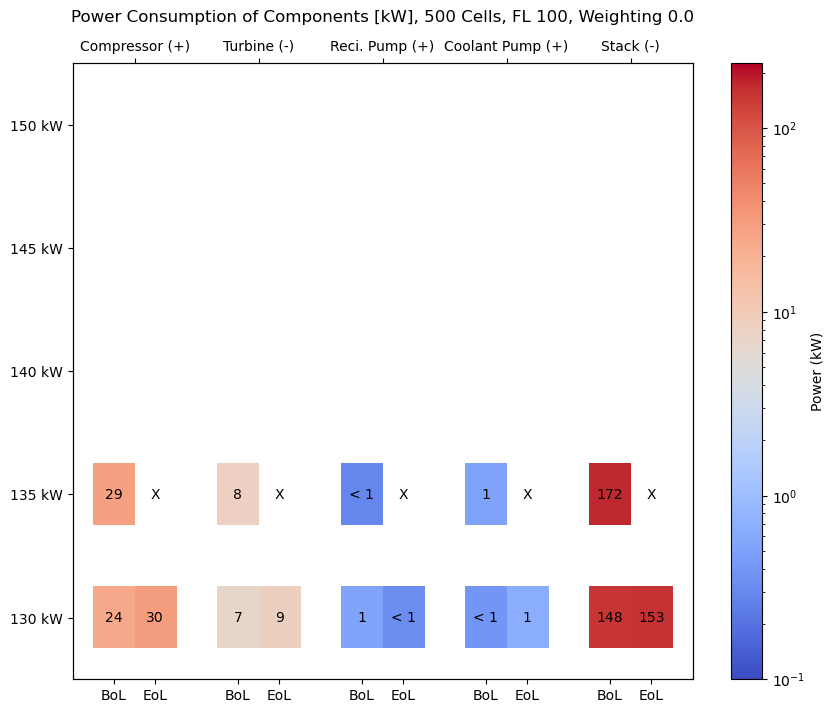 Power Consumption of Components [kW], 500 Cells, FL 100, Weighting 0.0
Compressor (+) Turbine (-) Reci. Pump (+) Coolant Pump (+) Stack (-)
150 kW
145 kW
140 kW
135 kW 29 X 8 X < 1 X 1 X 172 X
130 kW 24 30 7 9 1 < 1 < 1 1 148 153
BoL EoL BoL EoL BoL EoL BoL EoL BoL EoL
10²
10¹
10⁰
10⁻¹
Power (kW)